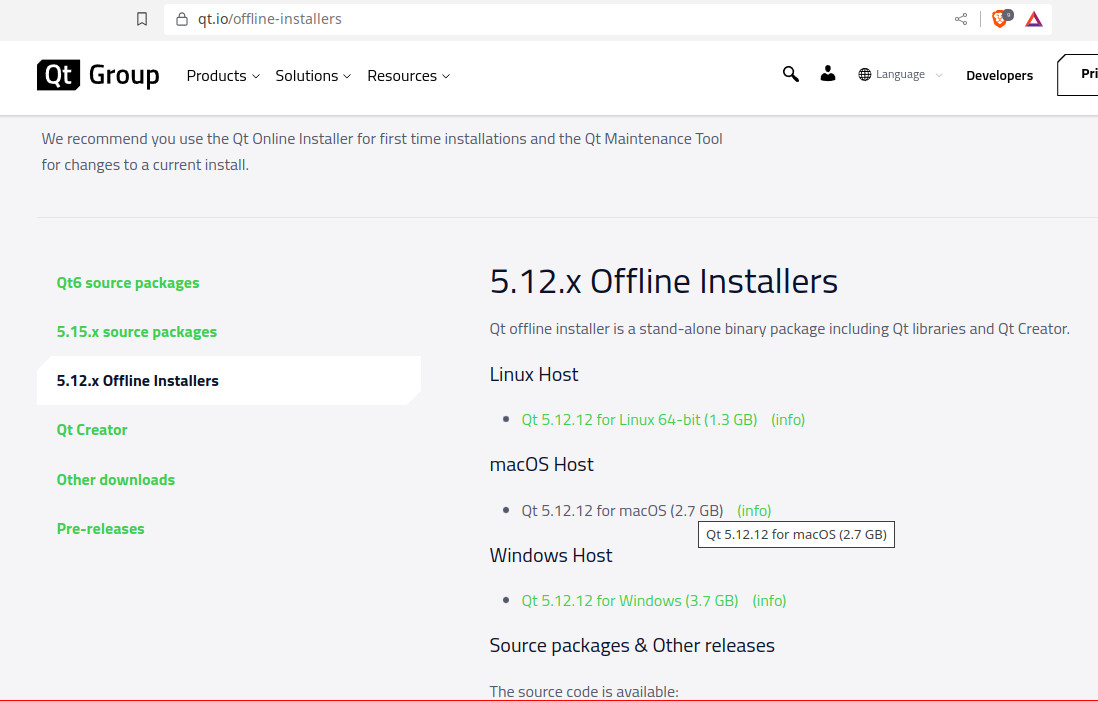 qt.io/offline-installers
9
Qt Group Products Solutions Resources Language Developers Pri
We recommend you use the Qt Online Installer for first time installations and the Qt Maintenance Tool
for changes to a current install.
Qt6 source packages
5.15.x source packages
5.12.x Offline Installers
Qt Creator
Other downloads
Pre-releases
5.12.x Offline Installers
Qt offline installer is a stand-alone binary package including Qt libraries and Qt Creator.
Linux Host
Qt 5.12.12 for Linux 64-bit (1.3 GB) (info)
macOS Host
Qt 5.12.12 for macOS (2.7 GB) (info)
Qt 5.12.12 for macOS (2.7 GB)
Windows Host
Qt 5.12.12 for Windows (3.7 GB) (info)
Source packages & Other releases
The source code is available: